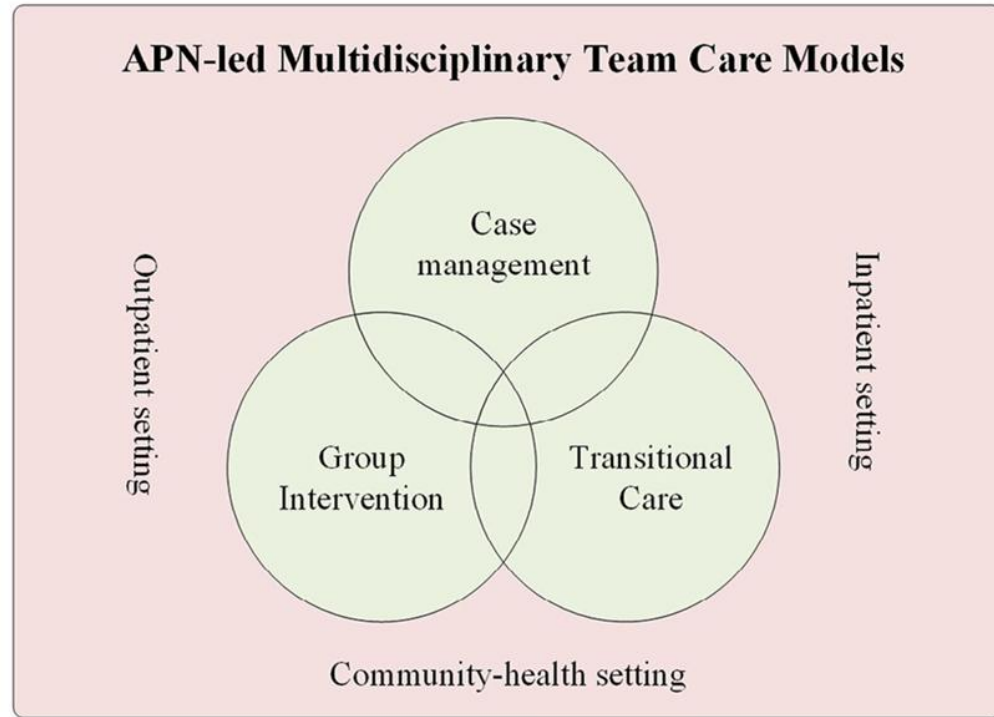 APN-led Multidisciplinary Team Care Models
Case
management
Outpatient setting
Inpatient setting
Group
Intervention
Transitional
Care
Community-health setting